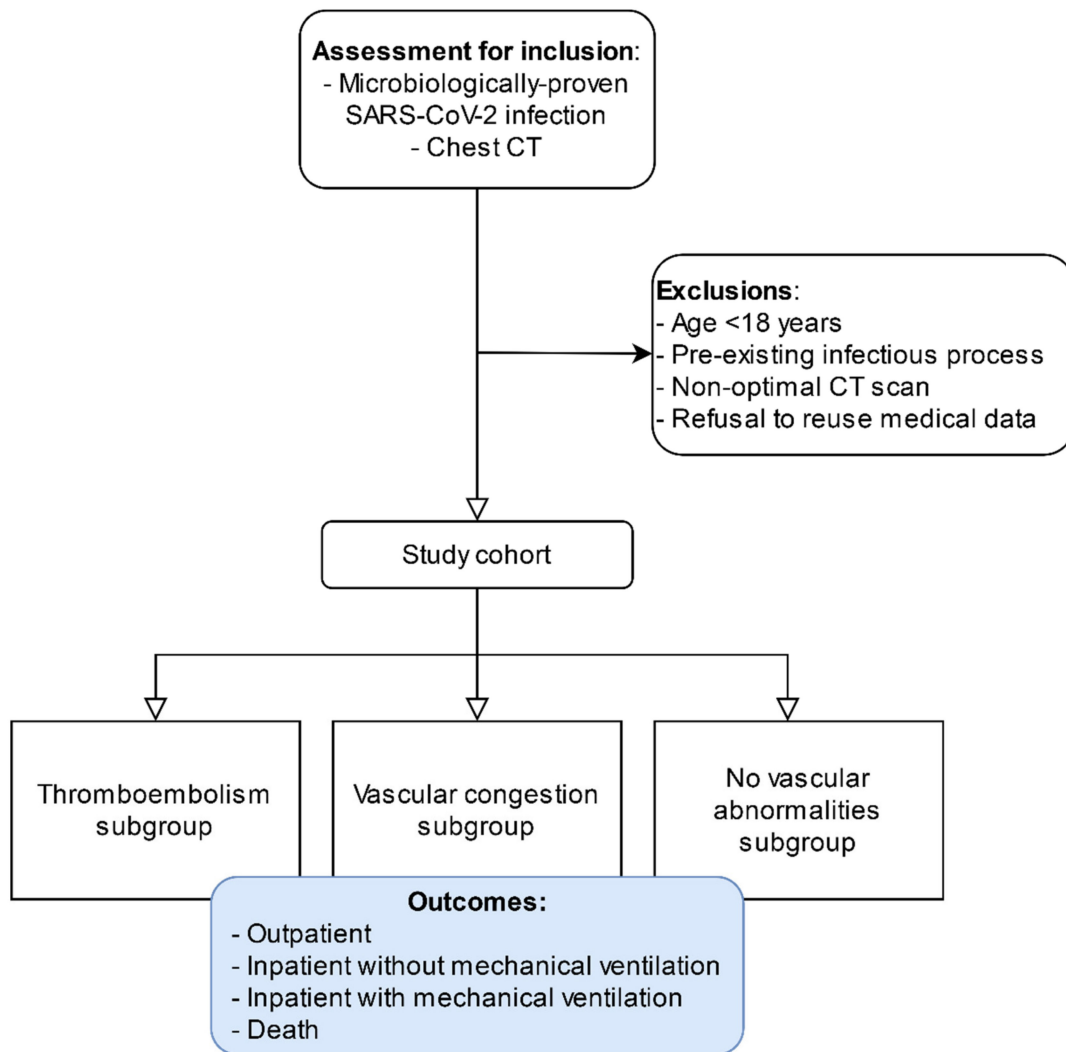 Assessment for inclusion:
- Microbiologically-proven
SARS-CoV-2 infection
- Chest CT
Exclusions:
- Age <18 years
- Pre-existing infectious process
- Non-optimal CT scan
- Refusal to reuse medical data
Study cohort
Thromboembolism
subgroup
Vascular congestion
subgroup
No vascular
abnormalities
subgroup
Outcomes:
- Outpatient
- Inpatient without mechanical ventilation
- Inpatient with mechanical ventilation
- Death